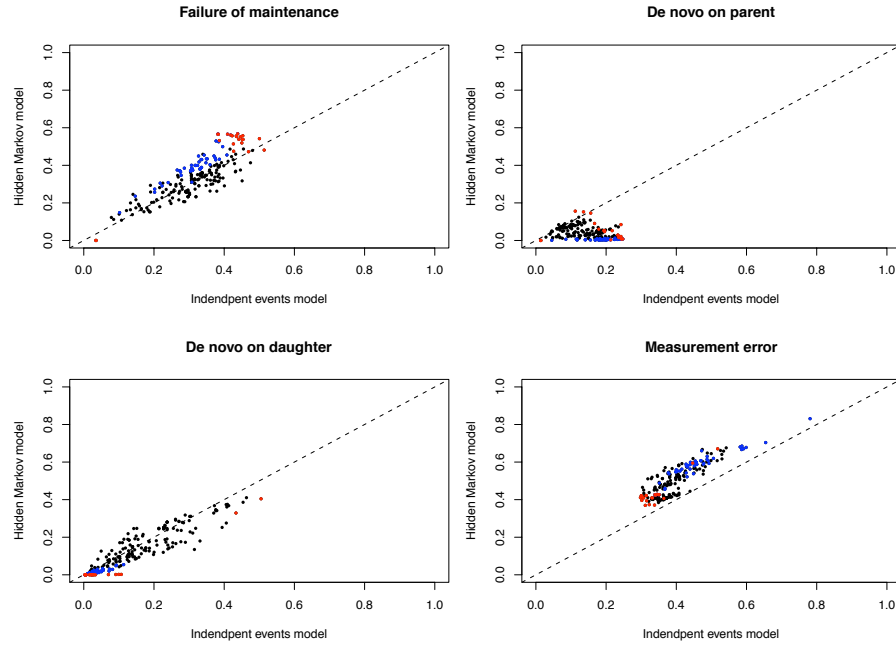 Failure of maintenance
Hidden Markov model
1.0
0.8
0.6
0.4
0.2
0.0
0.0 0.2 0.4 0.6 0.8 1.0
Indendpent events model
De novo on parent
Hidden Markov model
1.0
0.8
0.6
0.4
0.2
0.0
0.0 0.2 0.4 0.6 0.8 1.0
Indendpent events model
De novo on daughter
Hidden Markov model
1.0
0.8
0.6
0.4
0.2
0.0
0.0 0.2 0.4 0.6 0.8 1.0
Indendpent events model
Measurement error
Hidden Markov model
1.0
0.8
0.6
0.4
0.2
0.0
0.0 0.2 0.4 0.6 0.8 1.0
Indendpent events model